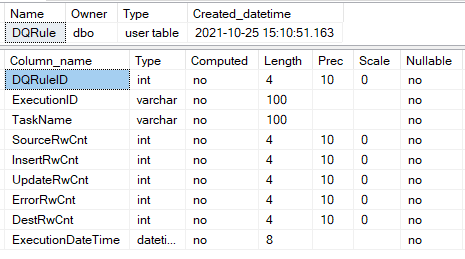 Name Owner Type Created_datetime
DQRule dbo user table 2021-10-25 15:10:51.163
Column_name Type Computed Length Prec Scale Nullable
DQRuleID int no 4 10 0 no
ExecutionID varchar no 100 no
TaskName varchar no 100 no
SourceRwCnt int no 4 10 0 no
InsertRwCnt int no 4 10 0 no
UpdateRwCnt int no 4 10 0 no
ErrorRwCnt int no 4 10 0 no
DestRwCnt int no 4 10 0 no
ExecutionDateTime dateti... no 8 no